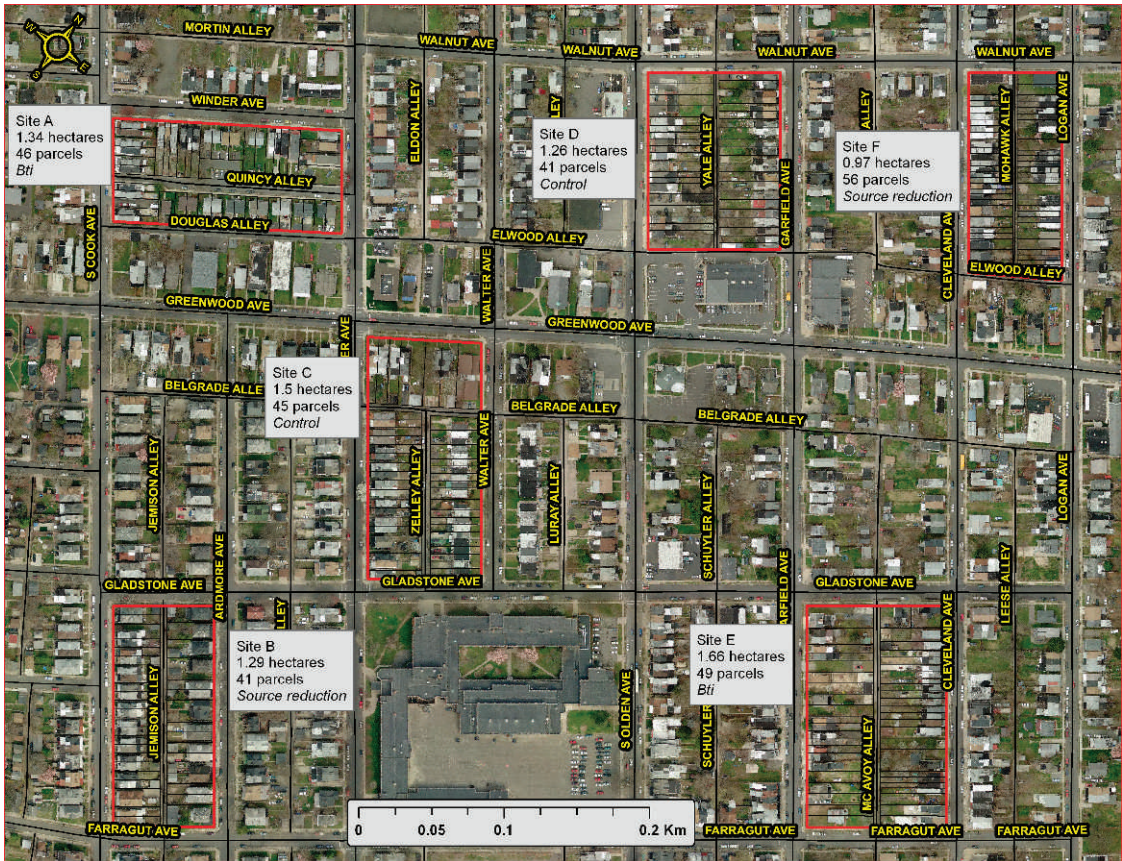 MORTIN ALLEY
WALNUT AVE
WALNUT AVE
WALNUT AVE
WALNUT AVE
N
W
E
S
WINDER AVE
ELDON ALLEY
LLEY
YALE ALLEY
ALLEY
MOHAWK ALLEY
LOGAN AVE
Site A
1.34 hectares
46 parcels
Bti
Site D
1.26 hectares
41 parcels
Control
Site F
0.97 hectares
56 parcels
Source reduction
QUINCY ALLEY
DOUGLAS ALLEY
S COOK AVE
ELWOOD ALLEY
GARFIELD AVE
CLEVELAND AVE
ELWOOD ALLEY
GREENWOOD AVE
WALTER AVE
GREENWOOD AVE
ER AVE
Site C
1.5 hectares
45 parcels
Control
BELGRADE ALLEY
BELGRADE ALLEY
BELGRADE ALLEY
JEMISON ALLEY
ZELLEY ALLEY
WALTER AVE
LURAY ALLEY
SCHUYLER ALLEY
LOGAN AVE
GLADSTONE AVE
ARDMORE AVE
GLADSTONE AVE
GLADSTONE AVE
ARFIELD AVE
CLEVELAND AVE
LEESE ALLEY
LLEY
Site B
1.29 hectares
41 parcels
Source reduction
Site E
1.66 hectares
49 parcels
Bti
JEMISON ALLEY
S OLDEN AVE
SCHUYLER
MC AVOY ALLEY
0 0.05 0.1 0.2 Km
FARRAGUT AVE
FARRAGUT AVE
FARRAGUT AVE
FARRAGUT AVE